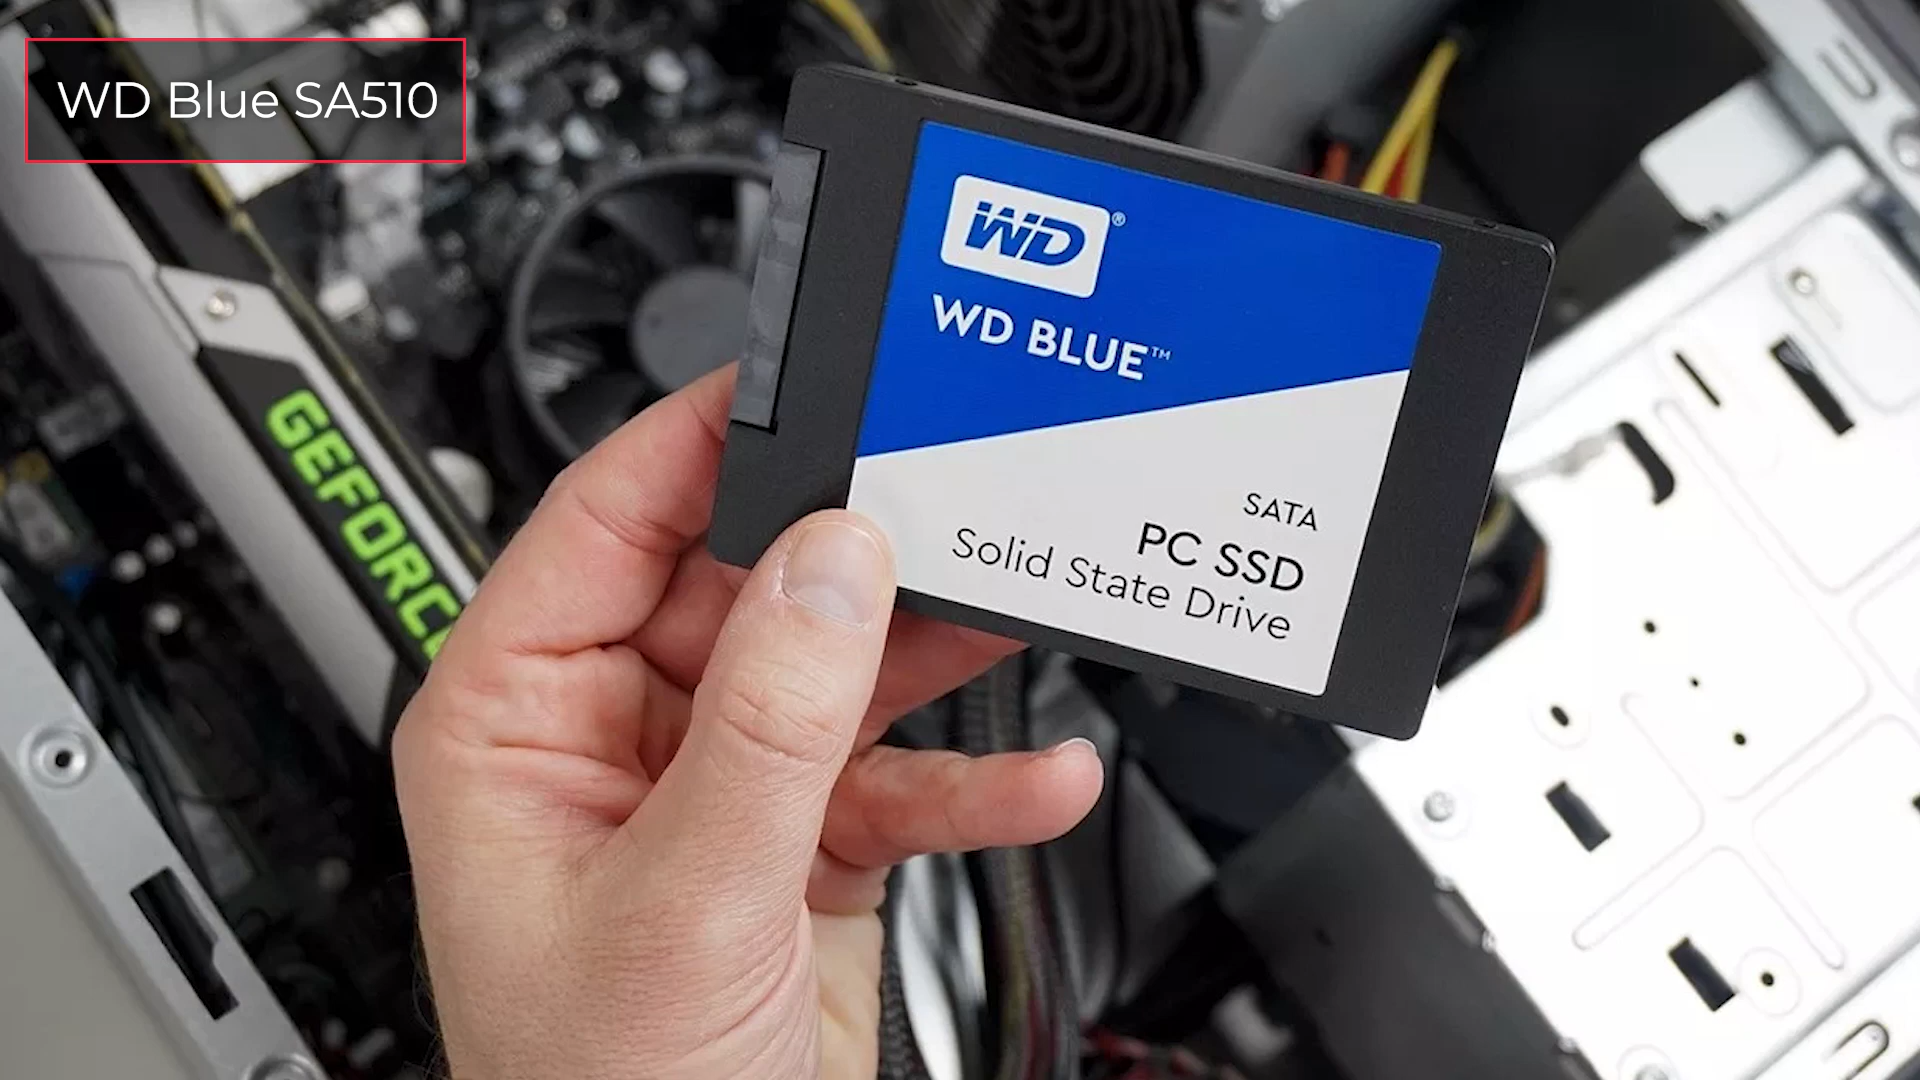 WD Blue SA510
WD®
WD BLUE™
SATA
PC SSD
Solid State Drive
GEFORCE